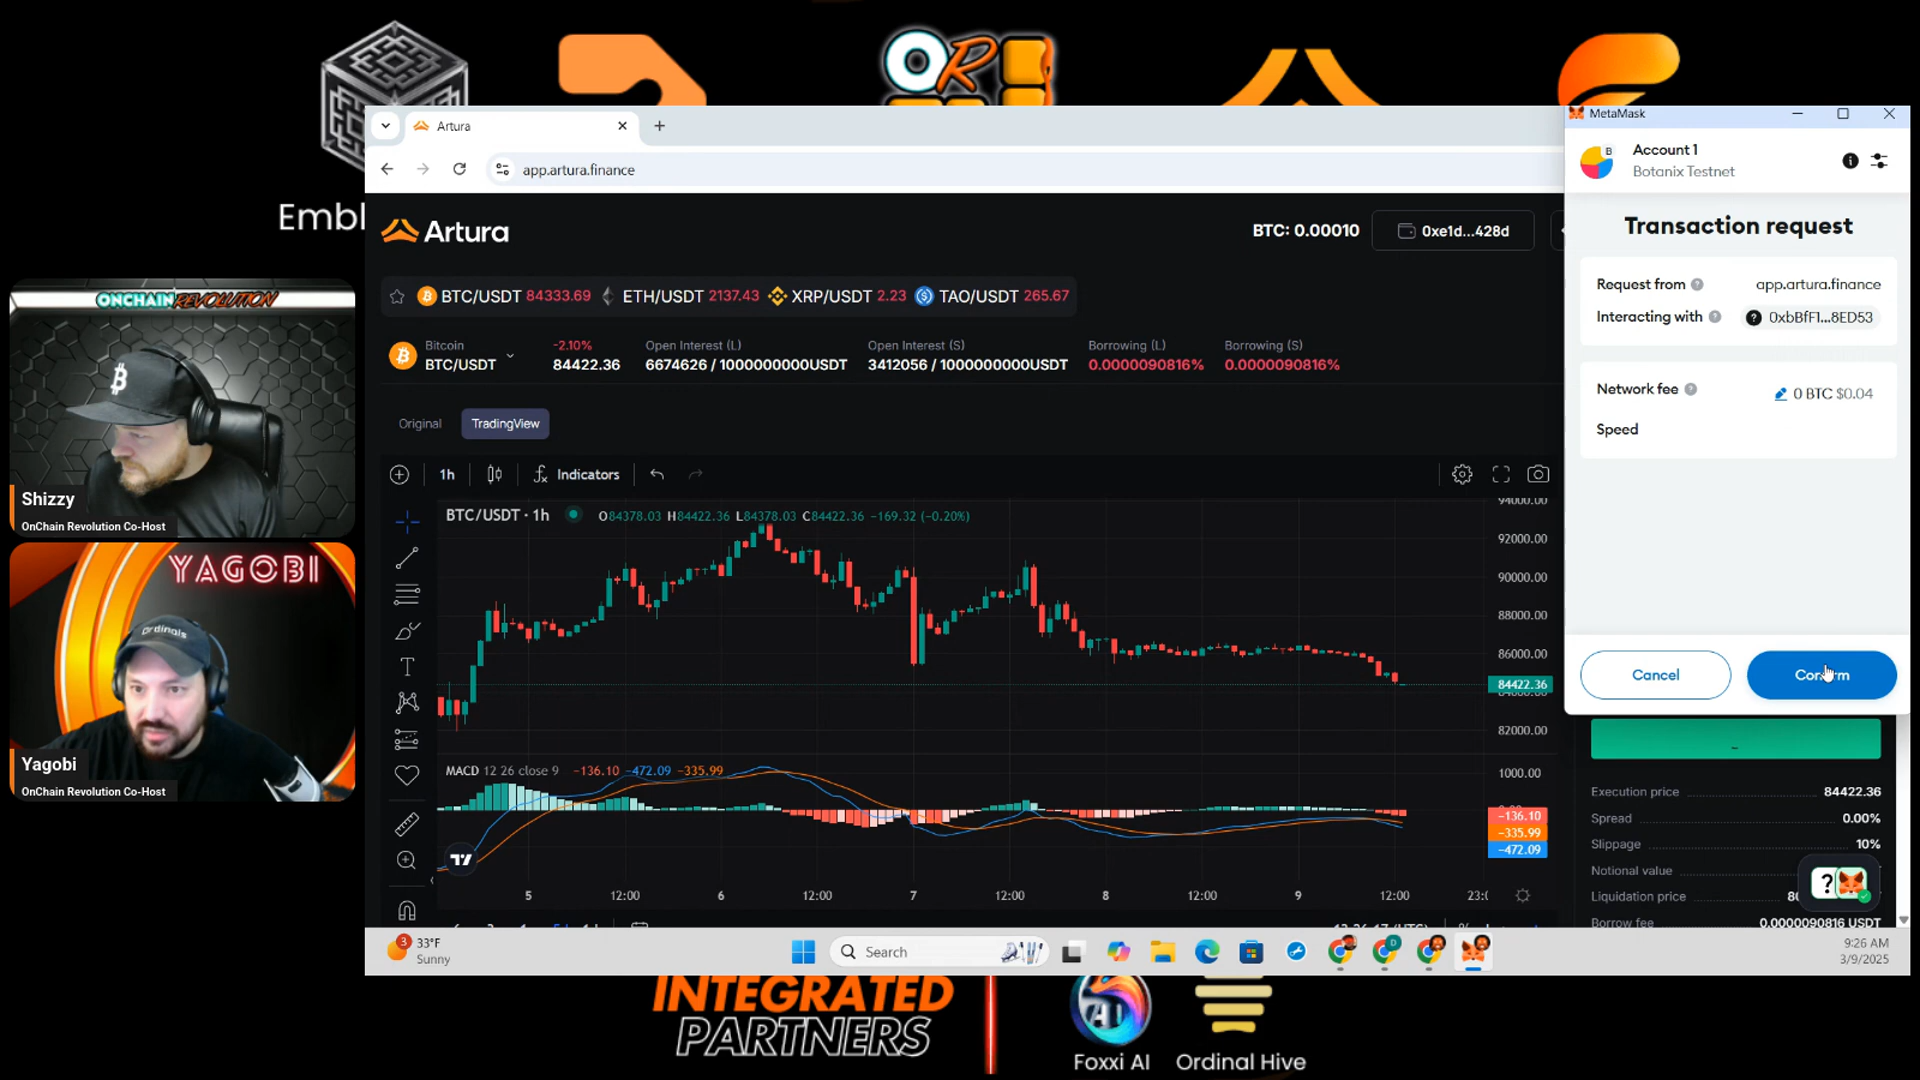 Artura
app.artura.finance
MetaMask
Account 1
B
Botanix Testnet
Transaction request
Request from
app.artura.finance
Interacting with
0xbBfF1...8ED53
Network fee
0 BTC $0.04
Speed
Cancel
Confirm
Artura
BTC: 0.00010
0xe1d...428d
BTC/USDT 84333.69
ETH/USDT 2137.43
XRP/USDT 2.23
TAO/USDT 265.67
Bitcoin
BTC/USDT
-2.10%
84422.36
Open Interest (L)
6674626 / 1000000000USDT
Open Interest (S)
3412056 / 1000000000USDT
Borrowing (L)
0.0000090816%
Borrowing (S)
0.0000090816%
Original
TradingView
1h
Indicators
BTC/USDT · 1h
O84378.03 H84422.36 L84378.03 C84422.36 −169.32 (−0.20%)
94000.00
92000.00
90000.00
88000.00
86000.00
84422.36
84000.00
82000.00
MACD 12 26 close 9 −136.10 −472.09 −335.99
1000.00
−136.10
−335.99
−472.09
5
12:00
6
12:00
7
12:00
8
12:00
9
12:00
Execution price
84422.36
Spread
0.00%
Slippage
10%
Notional value
Liquidation price
Borrow fee
0.0000090816 USDT
3
33°F
Sunny
Search
9:26 AM
3/9/2025
ONCHAIN REVOLUTION
Shizzy
OnChain Revolution Co-Host
YAGOBI
Ordinals
Yagobi
OnChain Revolution Co-Host
INTEGRATED
PARTNERS
Foxxi AI
Ordinal Hive